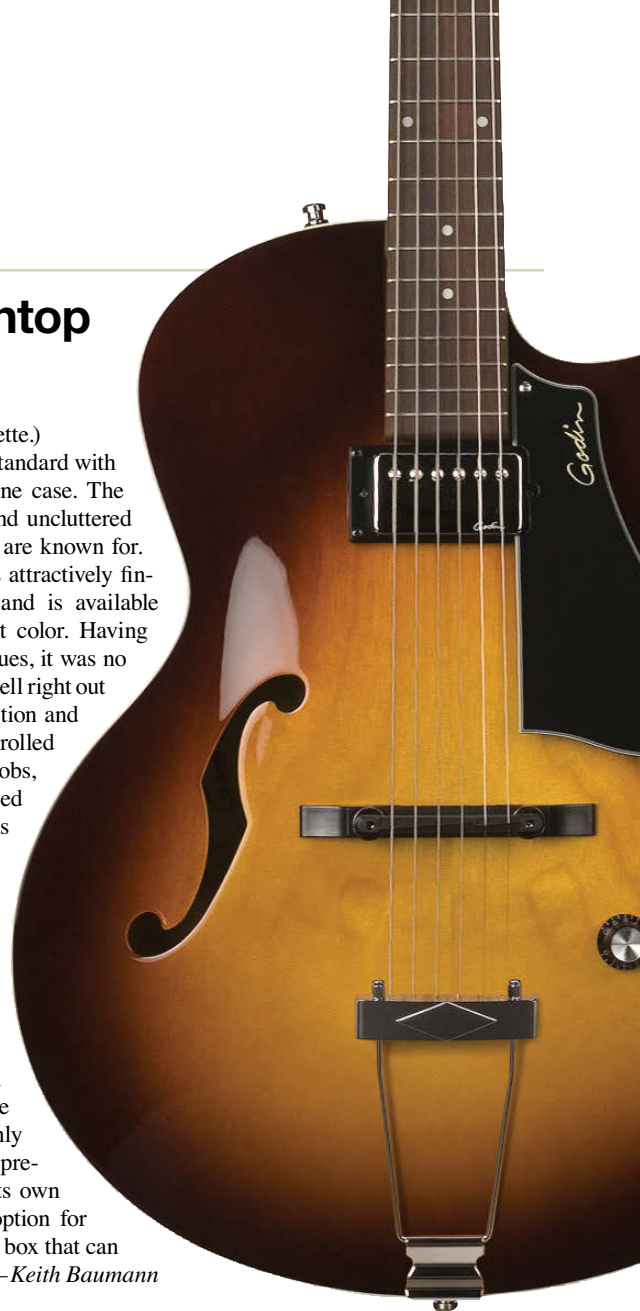 ntop
ette.)
tandard with
ne case. The
nd uncluttered
are known for.
attractively fin-
and is available
t color. Having
ues, it was no
ell right out
tion and
rolled
obs,
ed
s
e
nly
pre-
ts own
option for
box that can
–Keith Baumann
Godin
Godin